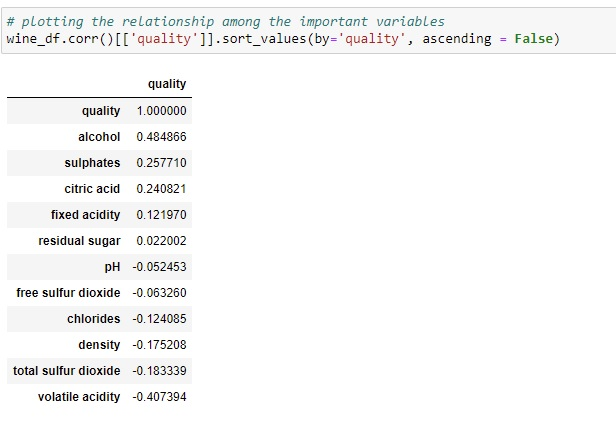 # plotting the relationship among the important variables
wine_df.corr()[['quality']].sort_values(by='quality', ascending = False)
quality
quality 1.000000
alcohol 0.484866
sulphates 0.257710
citric acid 0.240821
fixed acidity 0.121970
residual sugar 0.022002
pH -0.052453
free sulfur dioxide -0.063260
chlorides -0.124085
density -0.175208
total sulfur dioxide -0.183339
volatile acidity -0.407394